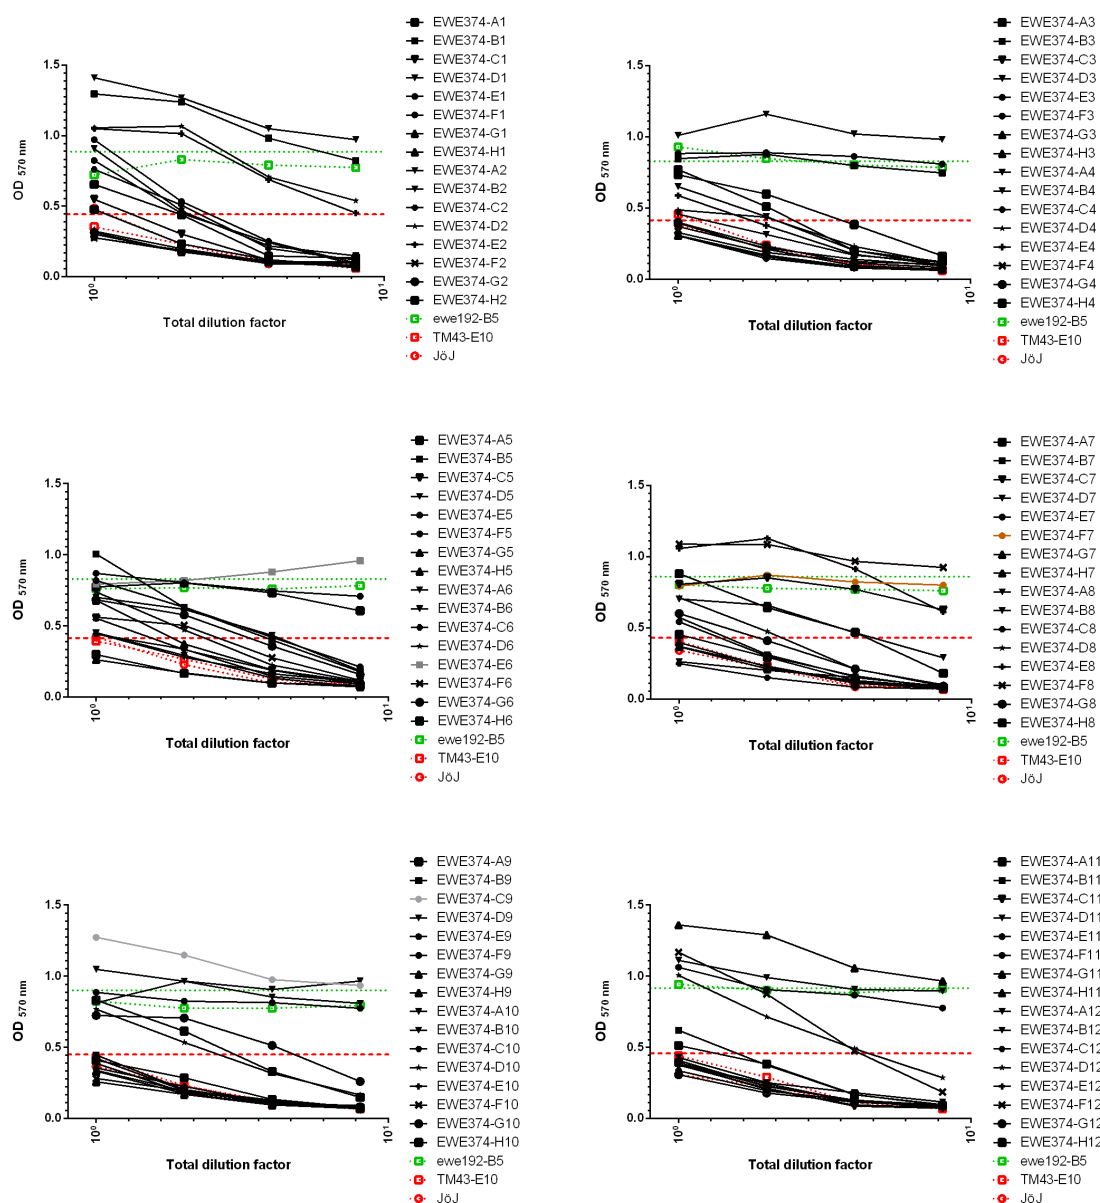 EWE374-A1
EWE374-B1
EWE374-C1
EWE374-D1
EWE374-E1
EWE374-F1
EWE374-G1
EWE374-H1
EWE374-A2
EWE374-B2
EWE374-C2
EWE374-D2
EWE374-E2
EWE374-F2
EWE374-G2
EWE374-H2
ewe192-B5
TM43-E10
JöJ
1.5
1.0
0.5
0.0
OD 570 nm
10⁰
10¹
Total dilution factor
EWE374-A3
EWE374-B3
EWE374-C3
EWE374-D3
EWE374-E3
EWE374-F3
EWE374-G3
EWE374-H3
EWE374-A4
EWE374-B4
EWE374-C4
EWE374-D4
EWE374-E4
EWE374-F4
EWE374-G4
EWE374-H4
ewe192-B5
TM43-E10
JöJ
1.5
1.0
0.5
0.0
OD 570 nm
10⁰
10¹
Total dilution factor
EWE374-A5
EWE374-B5
EWE374-C5
EWE374-D5
EWE374-E5
EWE374-F5
EWE374-G5
EWE374-H5
EWE374-A6
EWE374-B6
EWE374-C6
EWE374-D6
EWE374-E6
EWE374-F6
EWE374-G6
EWE374-H6
ewe192-B5
TM43-E10
JöJ
1.5
1.0
0.5
0.0
OD 570 nm
10⁰
10¹
Total dilution factor
EWE374-A7
EWE374-B7
EWE374-C7
EWE374-D7
EWE374-E7
EWE374-F7
EWE374-G7
EWE374-H7
EWE374-A8
EWE374-B8
EWE374-C8
EWE374-D8
EWE374-E8
EWE374-F8
EWE374-G8
EWE374-H8
ewe192-B5
TM43-E10
JöJ
1.5
1.0
0.5
0.0
OD 570 nm
10⁰
10¹
Total dilution factor
EWE374-A9
EWE374-B9
EWE374-C9
EWE374-D9
EWE374-E9
EWE374-F9
EWE374-G9
EWE374-H9
EWE374-A10
EWE374-B10
EWE374-C10
EWE374-D10
EWE374-E10
EWE374-F10
EWE374-G10
EWE374-H10
ewe192-B5
TM43-E10
JöJ
1.5
1.0
0.5
0.0
OD 570 nm
10⁰
10¹
Total dilution factor
EWE374-A11
EWE374-B11
EWE374-C11
EWE374-D11
EWE374-E11
EWE374-F11
EWE374-G11
EWE374-H11
EWE374-A12
EWE374-B12
EWE374-C12
EWE374-D12
EWE374-E12
EWE374-F12
EWE374-G12
EWE374-H12
ewe192-B5
TM43-E10
JöJ
1.5
1.0
0.5
0.0
OD 570 nm
10⁰
10¹
Total dilution factor